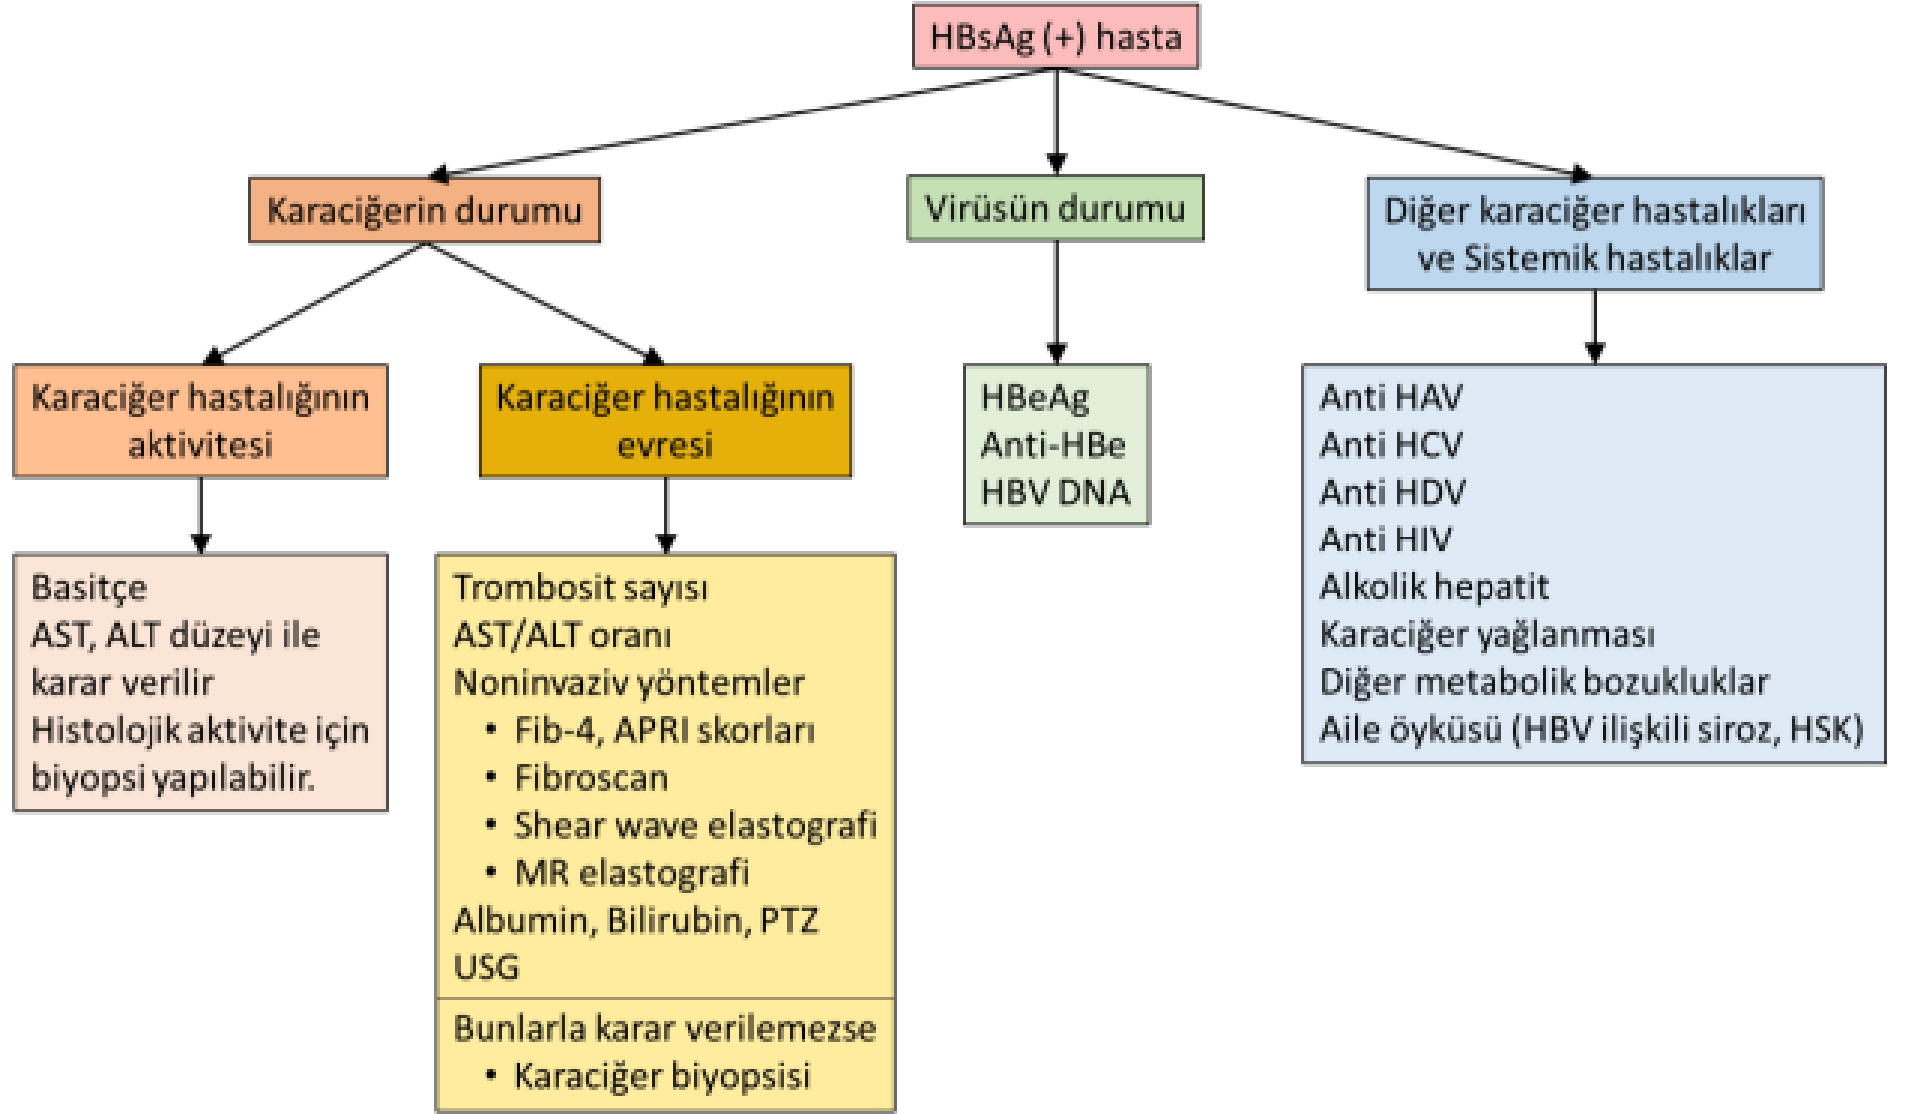 HBsAg (+) hasta
Karaciğerin durumu
Virüsün durumu
Diğer karaciğer hastalıkları
ve Sistemik hastalıklar
Karaciğer hastalığının
aktivitesi
Karaciğer hastalığının
evresi
HBeAg
Anti-HBe
HBV DNA
Anti HAV
Anti HCV
Anti HDV
Anti HIV
Alkolik hepatit
Karaciğer yağlanması
Diğer metabolik bozukluklar
Aile öyküsü (HBV ilişkili siroz, HSK)
Basitçe
AST, ALT düzeyi ile
karar verilir
Histolojik aktivite için
biyopsi yapılabilir.
Trombosit sayısı
AST/ALT oranı
Noninvaziv yöntemler
• Fib-4, APRI skorları
• Fibroscan
• Shear wave elastografi
• MR elastografi
Albumin, Bilirubin, PTZ
USG
Bunlarla karar verilemezse
• Karaciğer biyopsisi